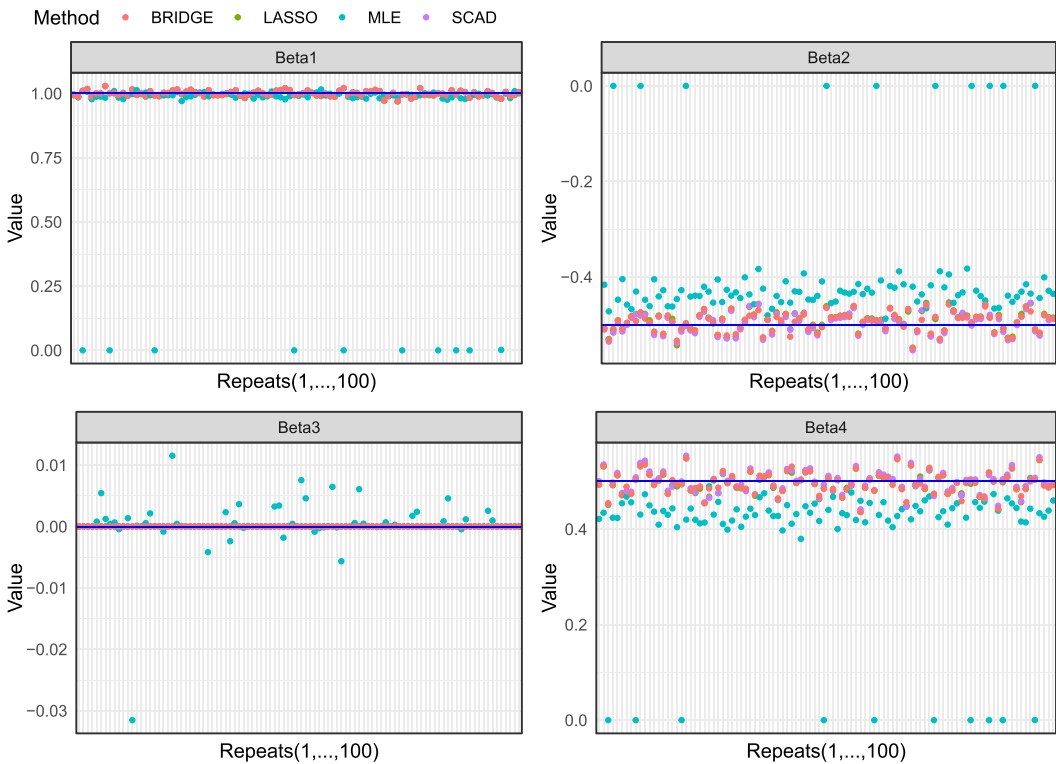 Method BRIDGE LASSO MLE SCAD
Beta1
Value
1.00
0.75
0.50
0.25
0.00
Repeats(1,...,100)
Beta2
Value
0.0
−0.2
−0.4
Repeats(1,...,100)
Beta3
Value
0.01
0.00
−0.01
−0.02
−0.03
Repeats(1,...,100)
Beta4
Value
0.4
0.2
0.0
Repeats(1,...,100)